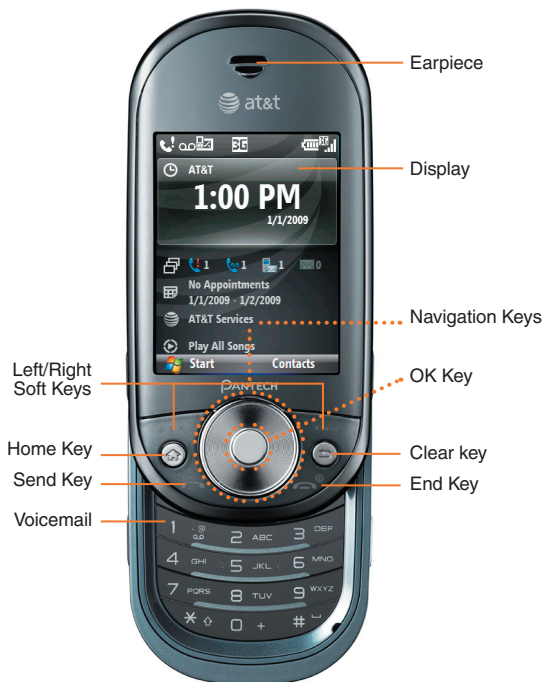 Earpiece
at&t
3G
3G
Display
AT&T
1:00 PM
1/1/2009
1 1 1 0
No Appointments
1/1/2009 - 1/2/2009
AT&T Services
Navigation Keys
Play All Songs
Start Contacts
Left/Right
Soft Keys
OK Key
PANTECH
Home Key
Clear key
Send Key
End Key
Voicemail
1 . @ 2 ABC 3 DEF
4 GHI 5 JKL 6 MNO
7 PQRS 8 TUV 9 WXYZ
* 0 + #